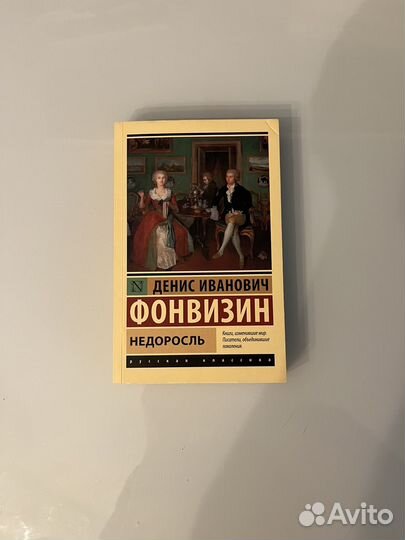 N ДЕНИС ИВАНОВИЧ
ФОНВИЗИН
НЕДОРОСЛЬ
Книги, изменившие мир.
Писатели, объединившие
поколения.
русская классика
Avito